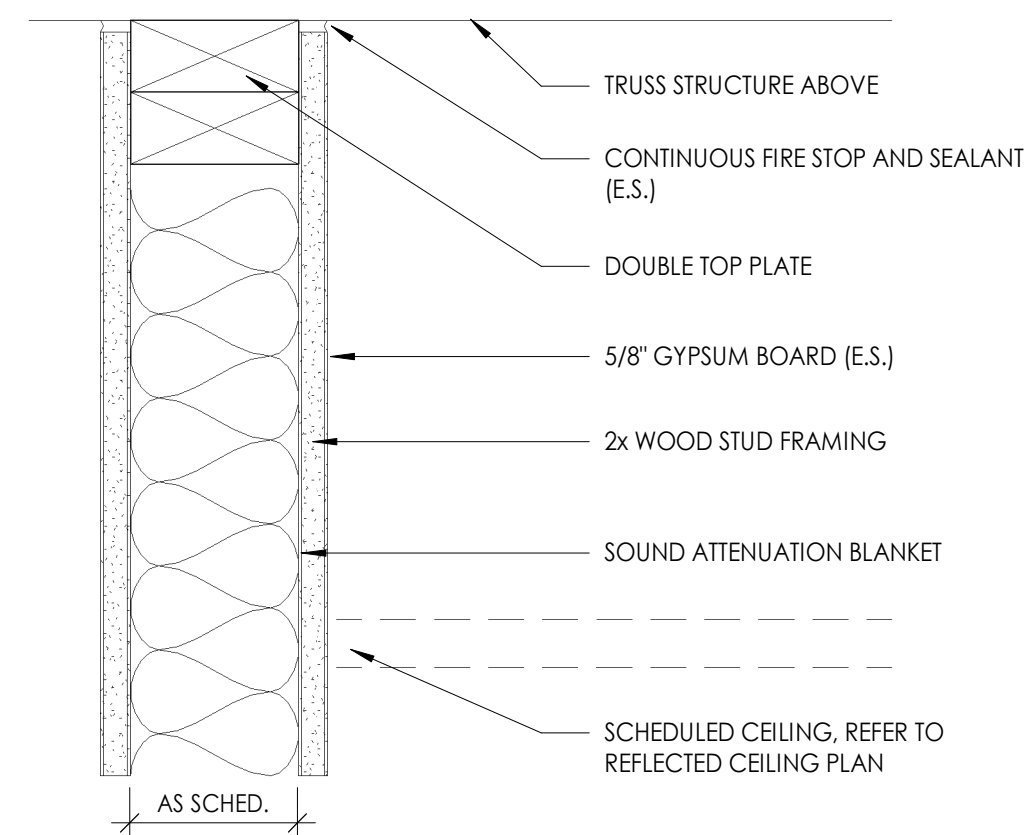 TRUSS STRUCTURE ABOVE
CONTINUOUS FIRE STOP AND SEALANT
(E.S.)
DOUBLE TOP PLATE
5/8" GYPSUM BOARD (E.S.)
2x WOOD STUD FRAMING
SOUND ATTENUATION BLANKET
SCHEDULED CEILING, REFER TO
REFLECTED CEILING PLAN
AS SCHED.